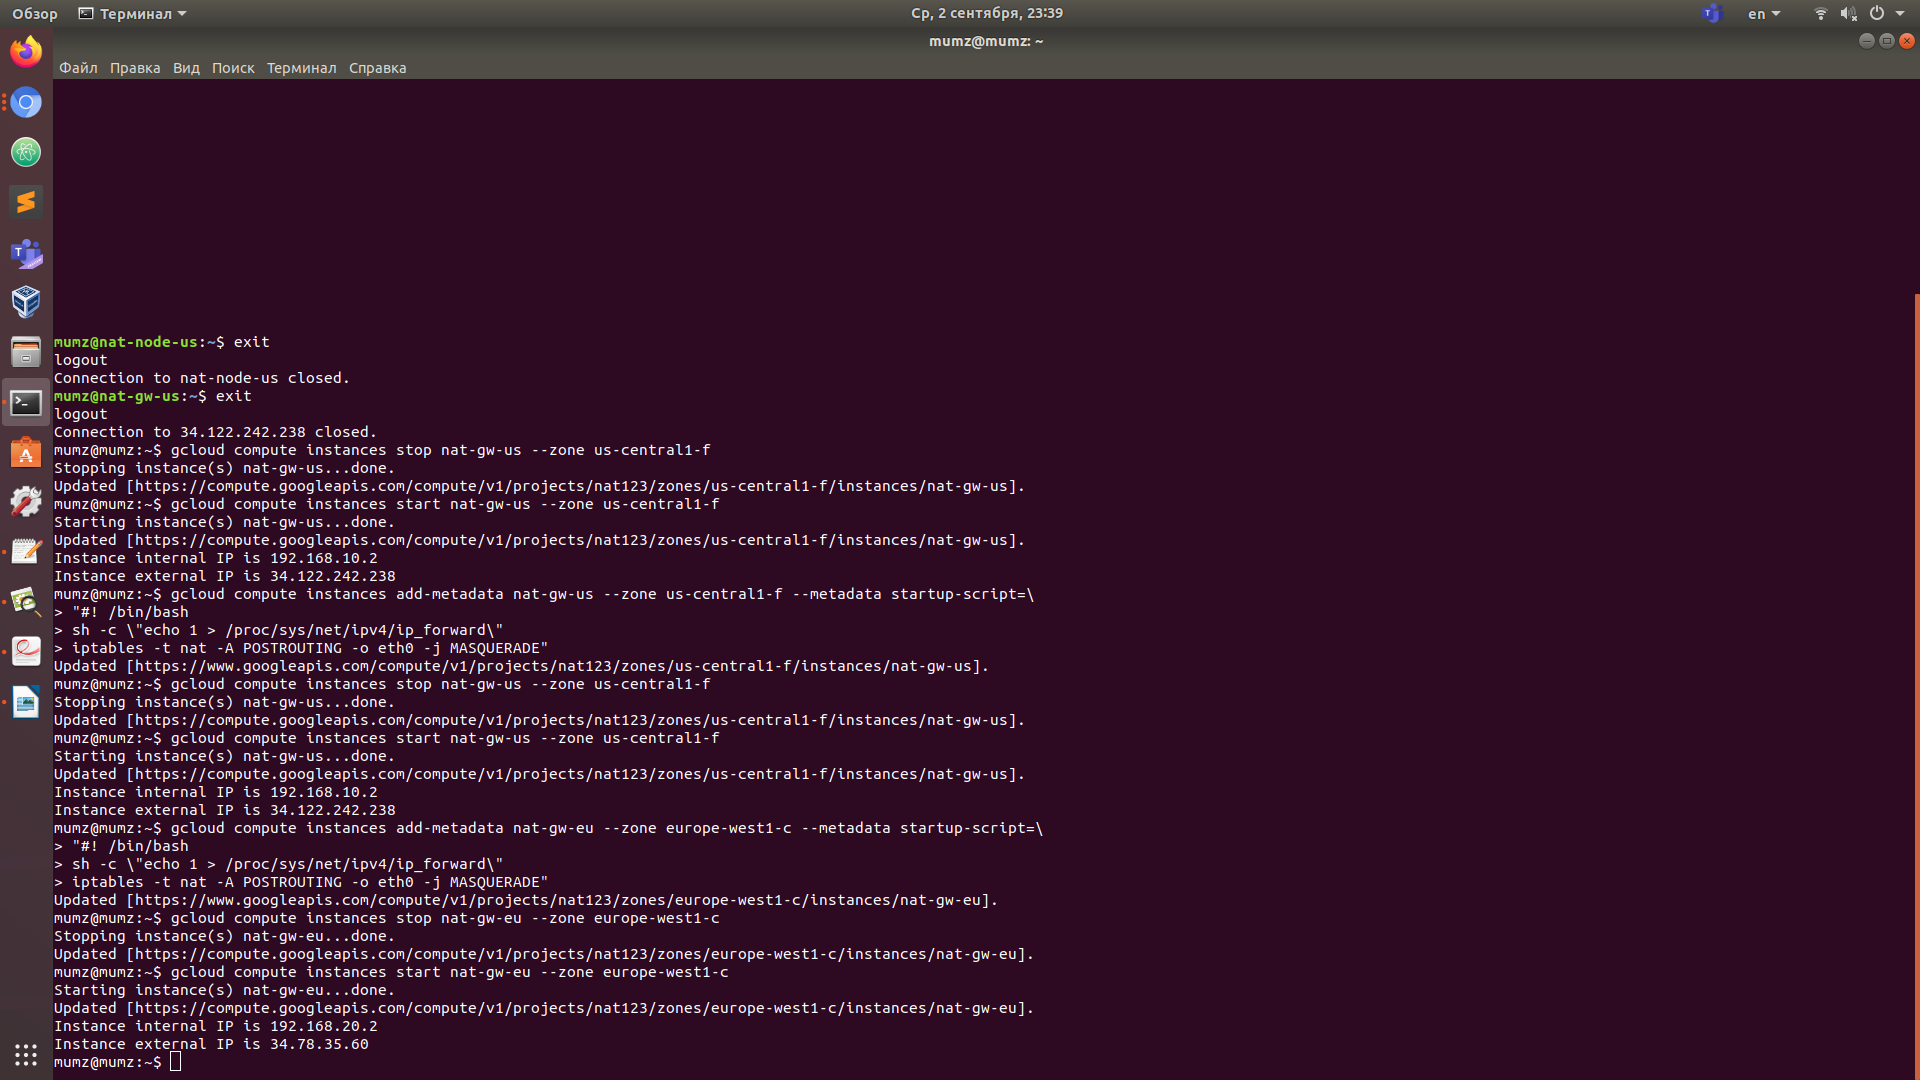 Обзор
Терминал
Ср, 2 сентября, 23:39
en
mumz@mumz: ~
Файл Правка Вид Поиск Терминал Справка
mumz@nat-node-us:~$ exit
logout
Connection to nat-node-us closed.
mumz@nat-gw-us:~$ exit
logout
Connection to 34.122.242.238 closed.
mumz@mumz:~$ gcloud compute instances stop nat-gw-us --zone us-central1-f
Stopping instance(s) nat-gw-us...done.
Updated [https://compute.googleapis.com/compute/v1/projects/nat123/zones/us-central1-f/instances/nat-gw-us].
mumz@mumz:~$ gcloud compute instances start nat-gw-us --zone us-central1-f
Starting instance(s) nat-gw-us...done.
Updated [https://compute.googleapis.com/compute/v1/projects/nat123/zones/us-central1-f/instances/nat-gw-us].
Instance internal IP is 192.168.10.2
Instance external IP is 34.122.242.238
mumz@mumz:~$ gcloud compute instances add-metadata nat-gw-us --zone us-central1-f --metadata startup-script=\
> "#! /bin/bash
> sh -c \"echo 1 > /proc/sys/net/ipv4/ip_forward\"
> iptables -t nat -A POSTROUTING -o eth0 -j MASQUERADE"
Updated [https://www.googleapis.com/compute/v1/projects/nat123/zones/us-central1-f/instances/nat-gw-us].
mumz@mumz:~$ gcloud compute instances stop nat-gw-us --zone us-central1-f
Stopping instance(s) nat-gw-us...done.
Updated [https://compute.googleapis.com/compute/v1/projects/nat123/zones/us-central1-f/instances/nat-gw-us].
mumz@mumz:~$ gcloud compute instances start nat-gw-us --zone us-central1-f
Starting instance(s) nat-gw-us...done.
Updated [https://compute.googleapis.com/compute/v1/projects/nat123/zones/us-central1-f/instances/nat-gw-us].
Instance internal IP is 192.168.10.2
Instance external IP is 34.122.242.238
mumz@mumz:~$ gcloud compute instances add-metadata nat-gw-eu --zone europe-west1-c --metadata startup-script=\
> "#! /bin/bash
> sh -c \"echo 1 > /proc/sys/net/ipv4/ip_forward\"
> iptables -t nat -A POSTROUTING -o eth0 -j MASQUERADE"
Updated [https://www.googleapis.com/compute/v1/projects/nat123/zones/europe-west1-c/instances/nat-gw-eu].
mumz@mumz:~$ gcloud compute instances stop nat-gw-eu --zone europe-west1-c
Stopping instance(s) nat-gw-eu...done.
Updated [https://compute.googleapis.com/compute/v1/projects/nat123/zones/europe-west1-c/instances/nat-gw-eu].
mumz@mumz:~$ gcloud compute instances start nat-gw-eu --zone europe-west1-c
Starting instance(s) nat-gw-eu...done.
Updated [https://compute.googleapis.com/compute/v1/projects/nat123/zones/europe-west1-c/instances/nat-gw-eu].
Instance internal IP is 192.168.20.2
Instance external IP is 34.78.35.60
mumz@mumz:~$